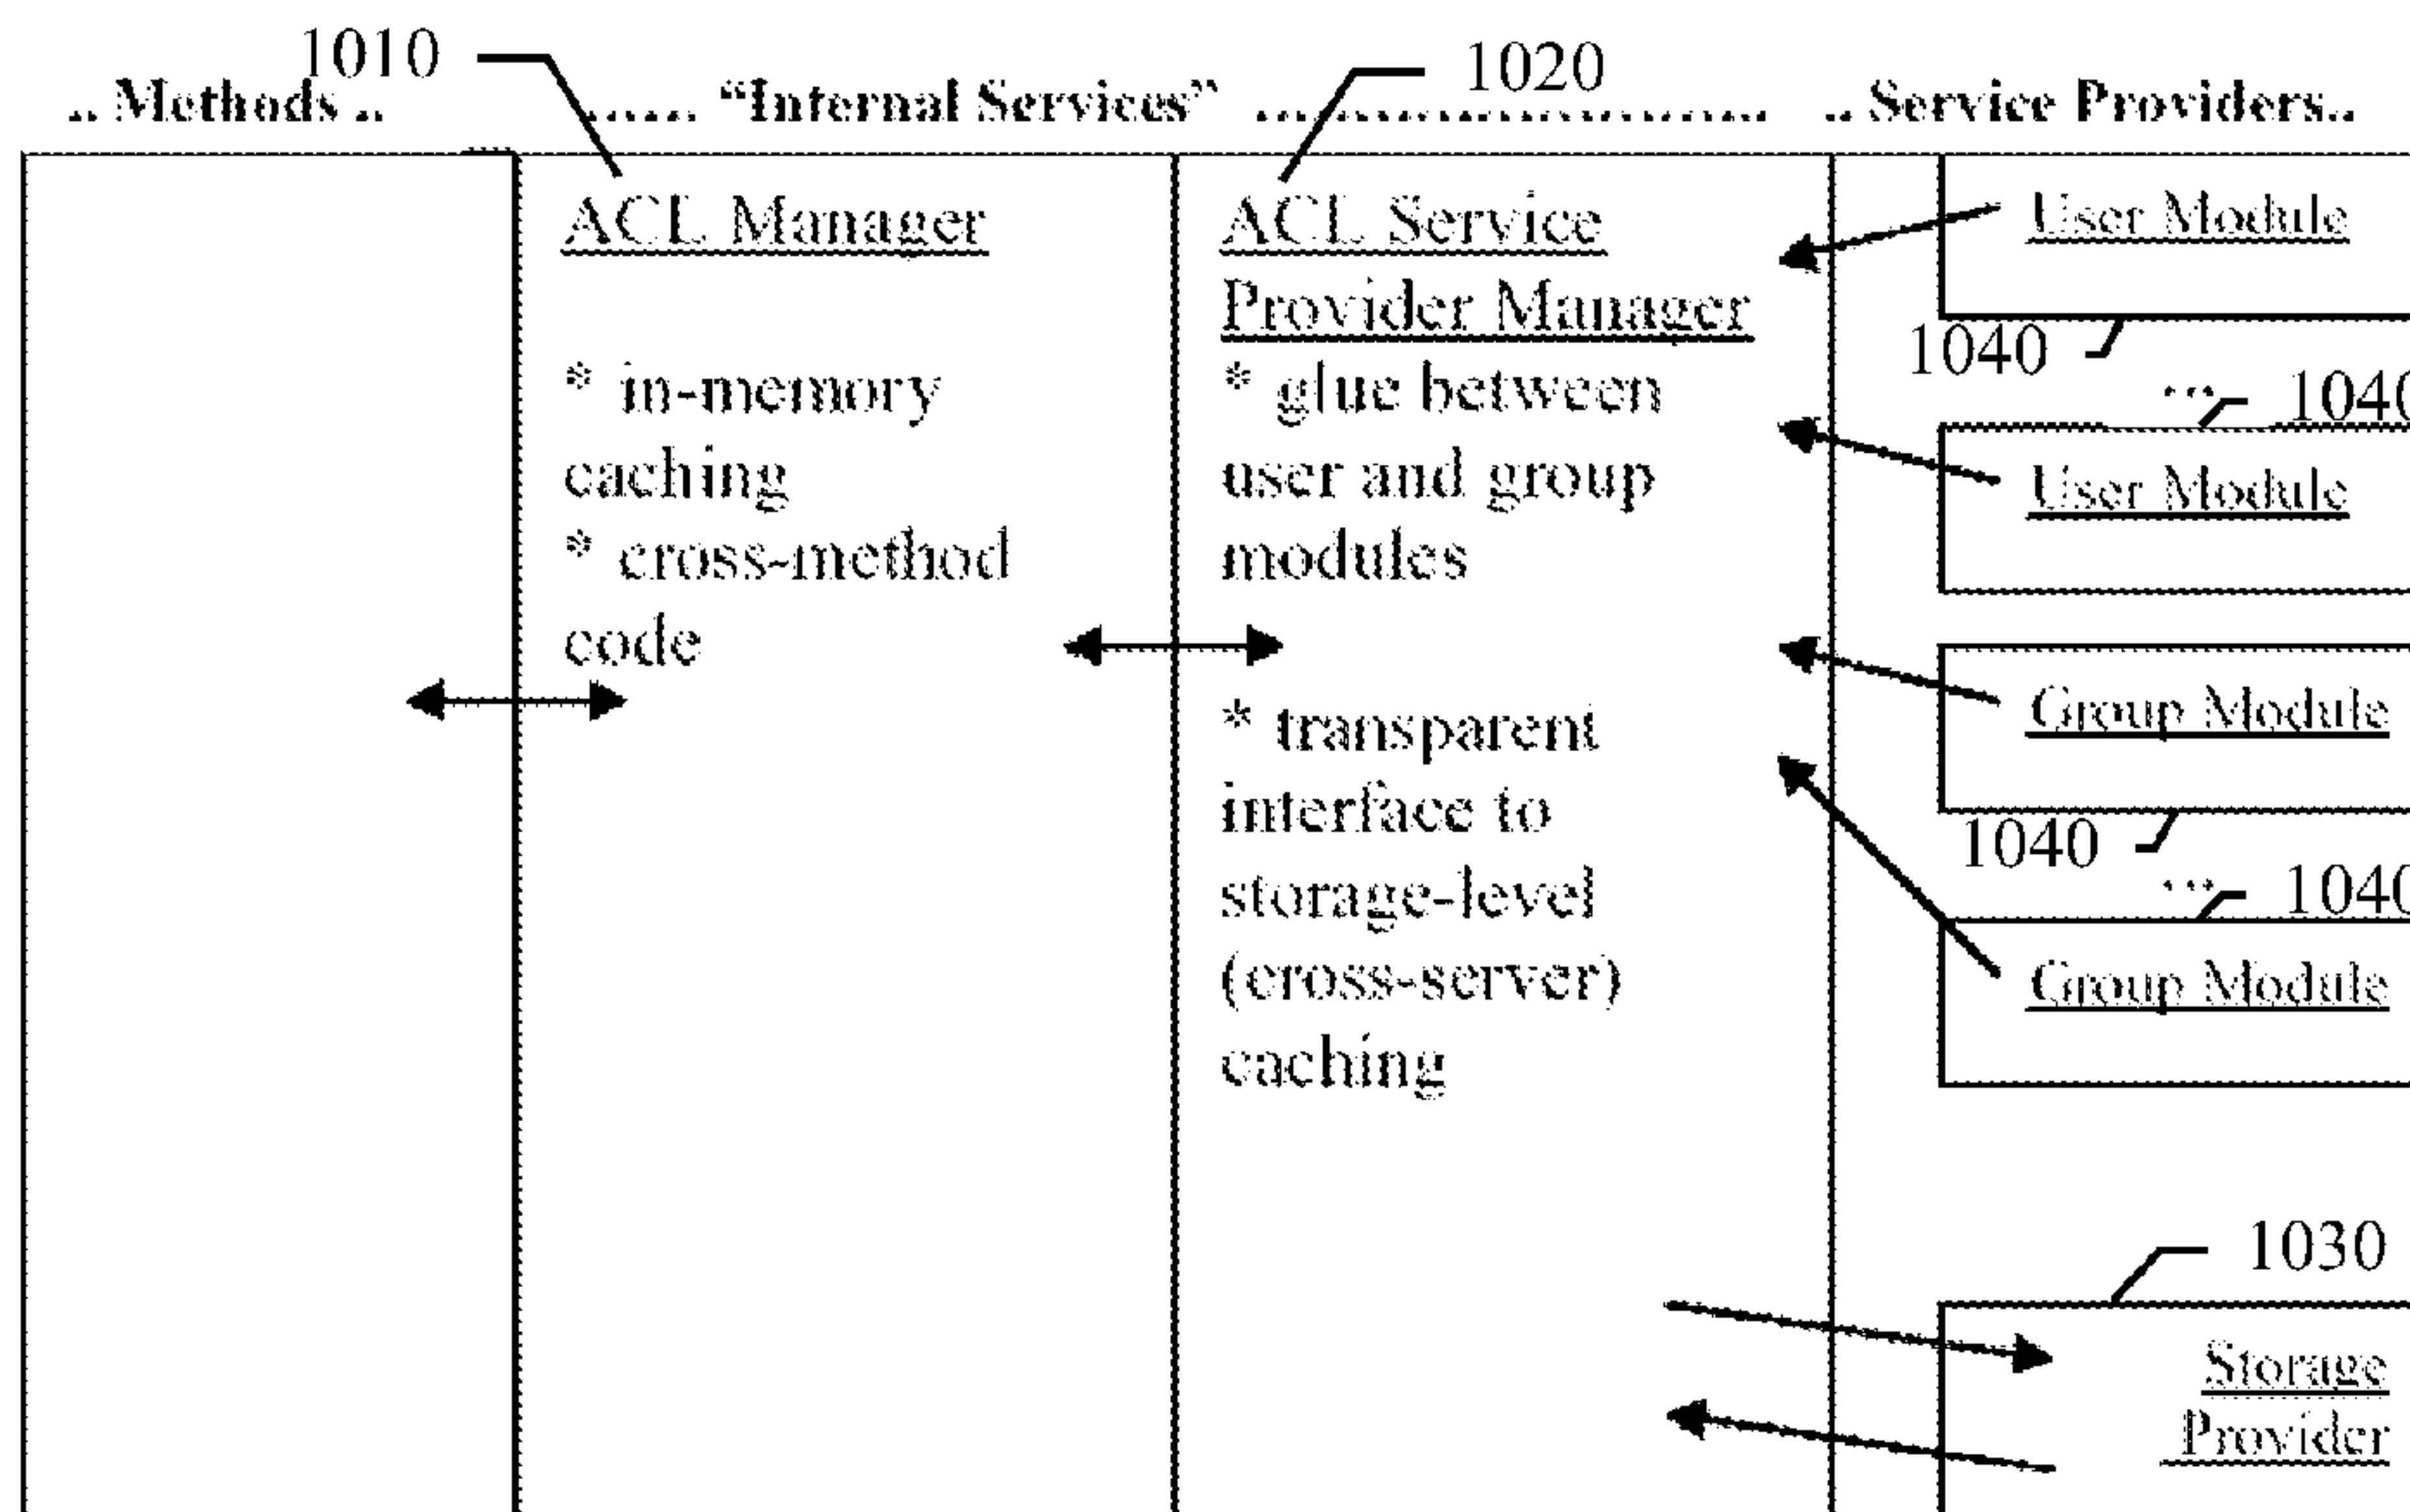 1010
1020
.. Methods ..
...... “Internal Services” ............................
.. Service Providers..
ACL Manager
* in-memory
caching
* cross-method
code
ACL Service
Provider Manager
* glue between
user and group
modules
* transparent
interface to
storage-level
(cross-server)
caching
User Module
1040
... 1040
User Module
Group Module
1040
... 1040
Group Module
1030
Storage
Provider